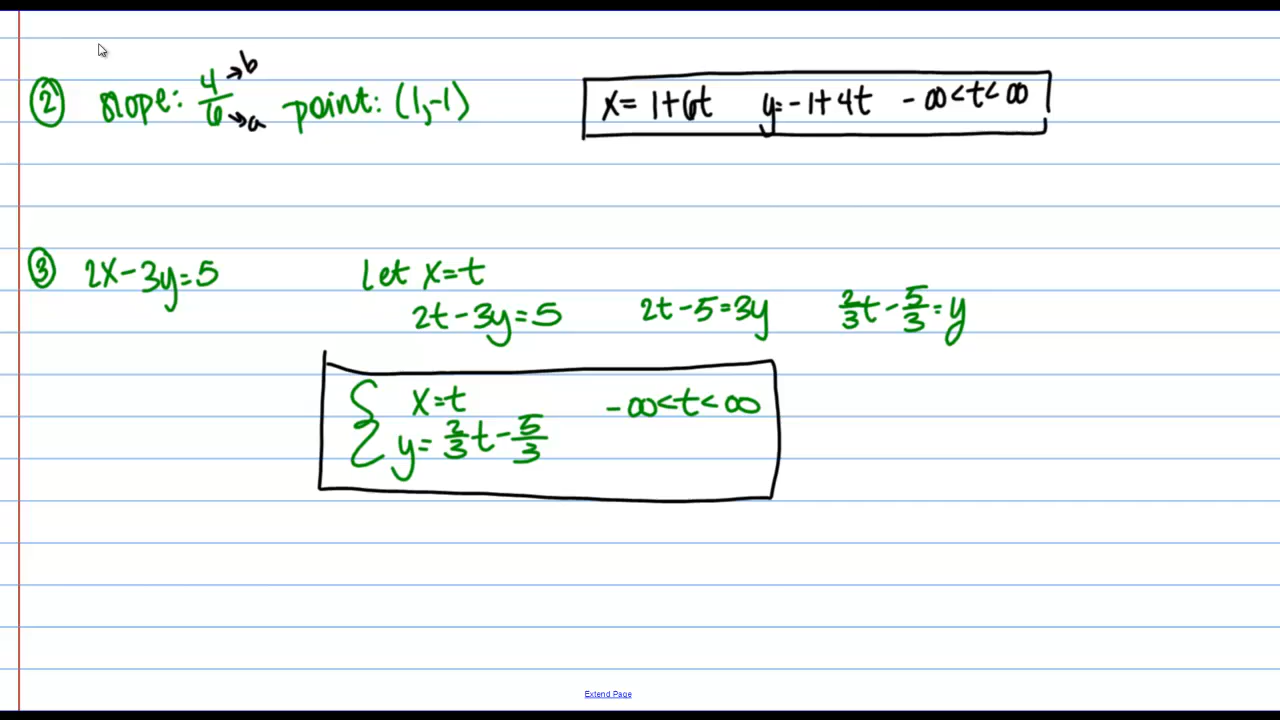 ② slope: 4/6 →b →a point: (1,-1) x=1+6t y=-1+4t -∞<t<∞
③ 2x-3y=5 Let x=t
2t-3y=5 2t-5=3y 2/3t-5/3=y
{ x=t -∞<t<∞
y=2/3t-5/3
Extend Page